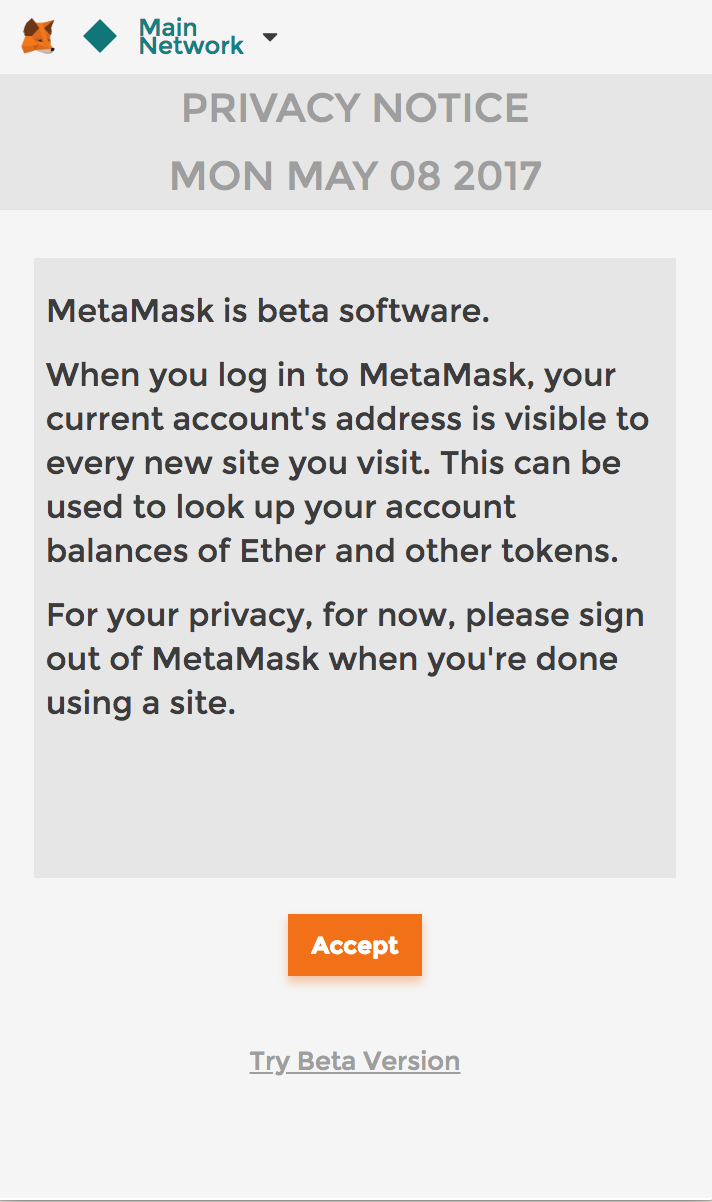 Main
Network
PRIVACY NOTICE
MON MAY 08 2017
MetaMask is beta software.
When you log in to MetaMask, your
current account's address is visible to
every new site you visit. This can be
used to look up your account
balances of Ether and other tokens.
For your privacy, for now, please sign
out of MetaMask when you're done
using a site.
Accept
Try Beta Version